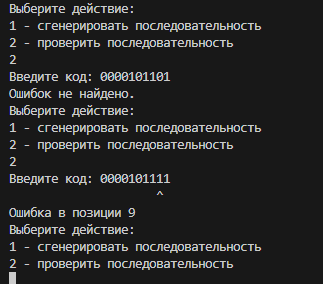 Выберите действие:
1 - сгенерировать последовательность
2 - проверить последовательность
2
Введите код: 0000101101
Ошибок не найдено.
Выберите действие:
1 - сгенерировать последовательность
2 - проверить последовательность
2
Введите код: 0000101111
^
Ошибка в позиции 9
Выберите действие:
1 - сгенерировать последовательность
2 - проверить последовательность